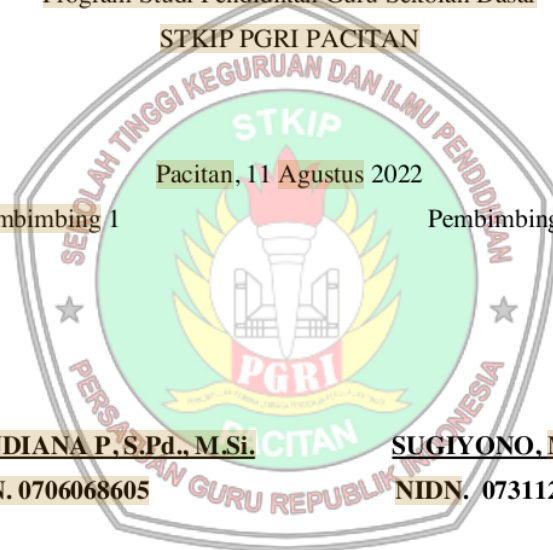 Program Studi Pendidikan Guru Sekolah Dasar
STKIP PGRI PACITAN
SEKOLAH TINGGI KEGURUAN DAN ILMU PENDIDIKAN
STKIP
Pacitan, 11 Agustus 2022
mbimbing 1 Pembimbing
PGRI
PACITAN
DIANA P, S.Pd., M.Si. SUGIYONO,
N. 0706068605 NIDN. 073112
PERSATUAN GURU REPUBLIK INDONESIA